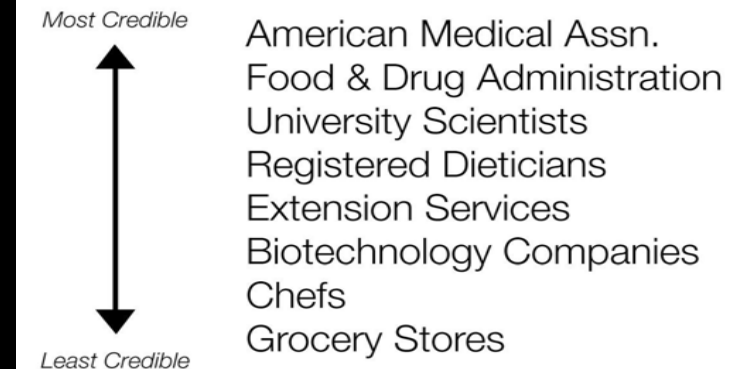 Most Credible
American Medical Assn.
Food & Drug Administration
University Scientists
Registered Dieticians
Extension Services
Biotechnology Companies
Chefs
Grocery Stores
Least Credible